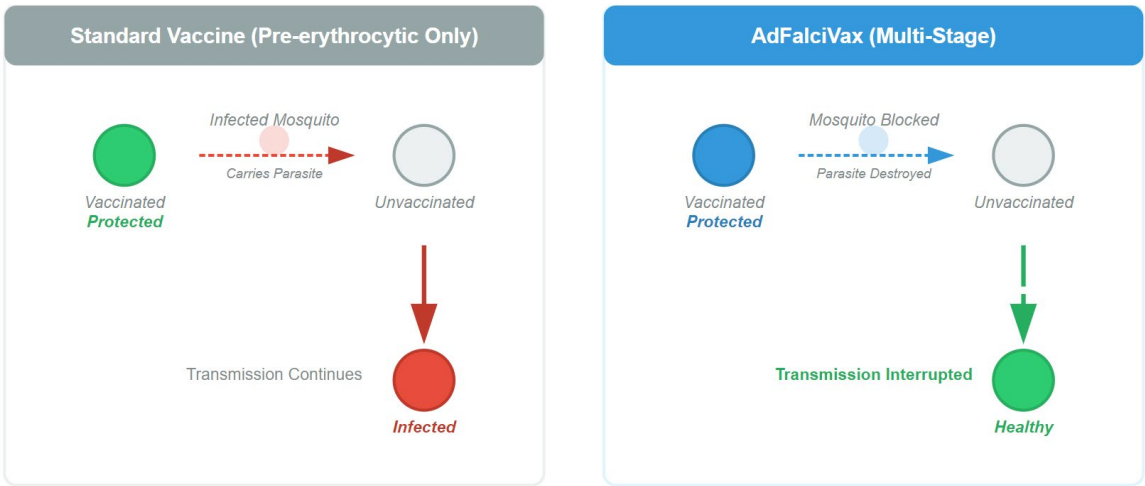 Standard Vaccine (Pre-erythrocytic Only)
Infected Mosquito
Carries Parasite
Vaccinated
Protected
Unvaccinated
Transmission Continues
Infected
AdFalciVax (Multi-Stage)
Mosquito Blocked
Parasite Destroyed
Vaccinated
Protected
Unvaccinated
Transmission Interrupted
Healthy